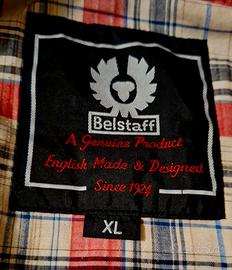 Belstaff
A Genuine Product
English Made & Designed
Since 1924
XL